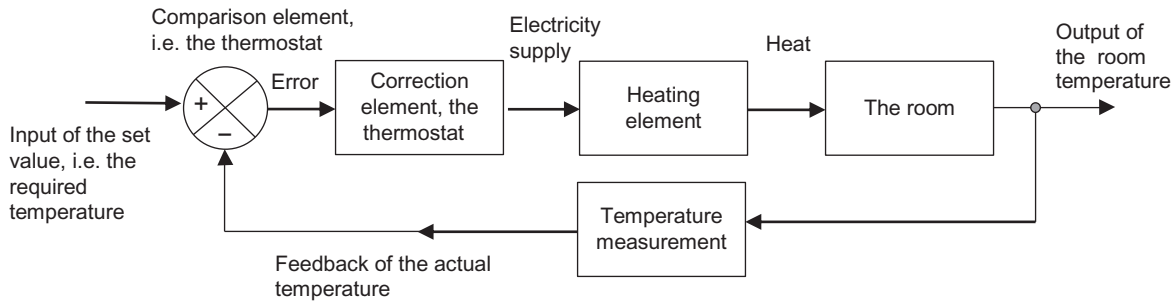 Comparison element,
i.e. the thermostat
Electricity
supply
Heat
Output of
the room
temperature
Error
Correction
element, the
thermostat
Heating
element
The room
+
−
Input of the set
value, i.e. the
required
temperature
Temperature
measurement
Feedback of the actual
temperature